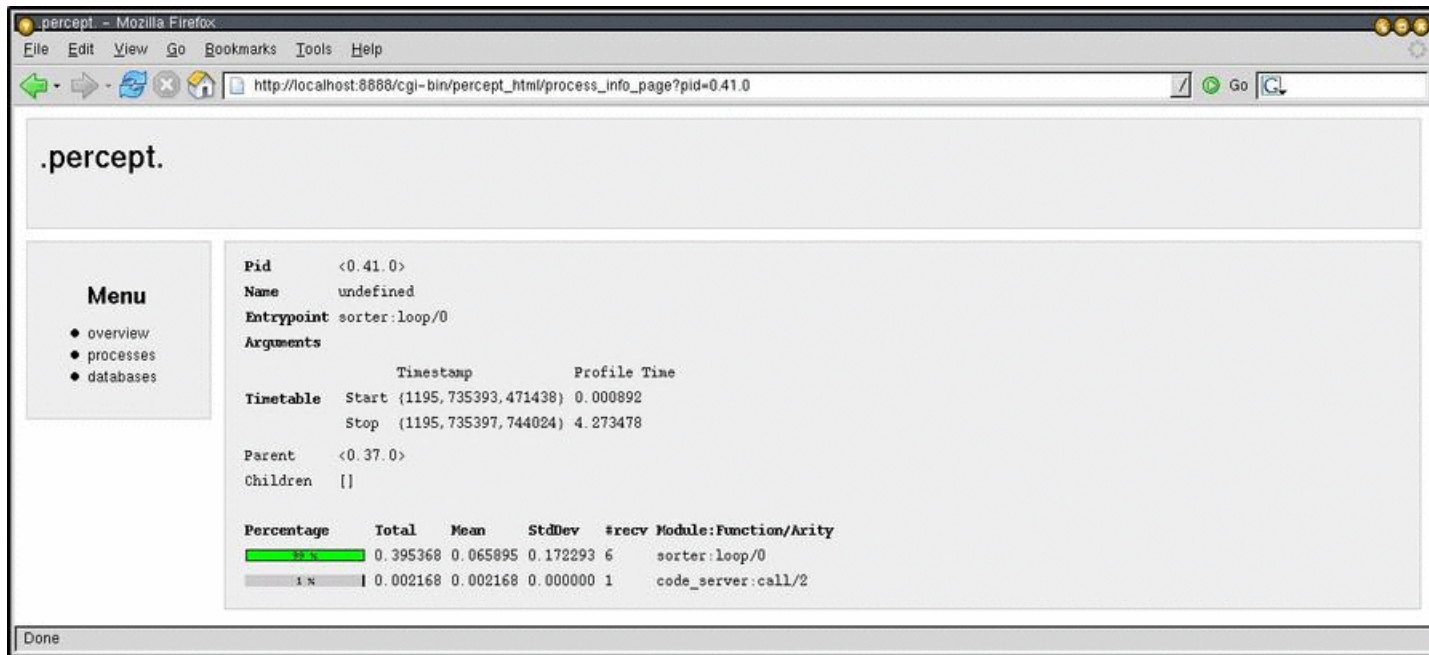 .percept. - Mozilla Firefox
File Edit View Go Bookmarks Tools Help
http://localhost:8888/cgi-bin/percept_html/process_info_page?pid=0.41.0 Go G
.percept.
Menu
overview
processes
databases
Pid <0.41.0>
Name undefined
Entrypoint sorter:loop/0
Arguments
Timestamp Profile Time
Timetable Start {1195,735393,471438} 0.000892
Stop {1195,735397,744024} 4.273478
Parent <0.37.0>
Children []
Percentage Total Mean StdDev #recv Module:Function/Arity
99 % 0.395368 0.065895 0.172293 6 sorter:loop/0
1 % 0.002168 0.002168 0.000000 1 code_server:call/2
Done